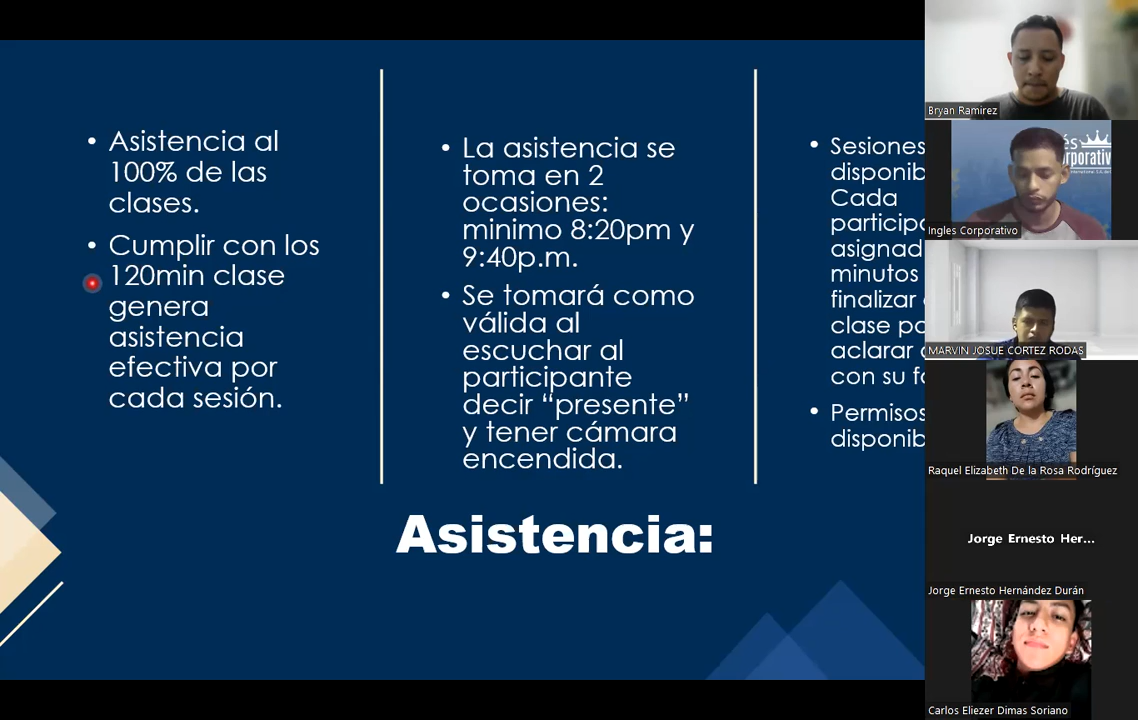 • Asistencia al
100% de las
clases.
• Cumplir con los
120min clase
genera
asistencia
efectiva por
cada sesión.
• La asistencia se
toma en 2
ocasiones:
minimo 8:20pm y
9:40p.m.
• Se tomará como
válida al
escuchar al
participante
decir “presente”
y tener cámara
encendida.
• Sesiones
Cada
minutos
finalizar
clase
aclarar
con su
• Permisos
Asistencia:
Bryan Ramirez
Ingles Corporativo
MARVIN JOSUE CORTEZ RODAS
Raquel Elizabeth De la Rosa Rodríguez
Jorge Ernesto Her...
Jorge Ernesto Hernández Durán
Carlos Eliezer Dimas Soriano